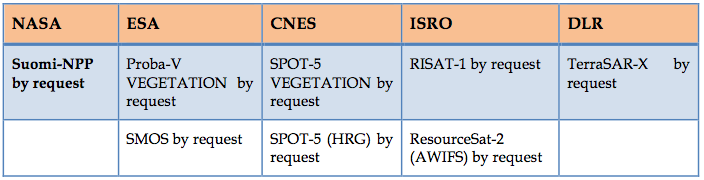 NASA ESA CNES ISRO DLR
Suomi-NPP by request
Proba-V VEGETATION by request
SPOT-5 VEGETATION by request
RISAT-1 by request
TerraSAR-X by request
SMOS by request
SPOT-5 (HRG) by request
ResourceSat-2 (AWIFS) by request